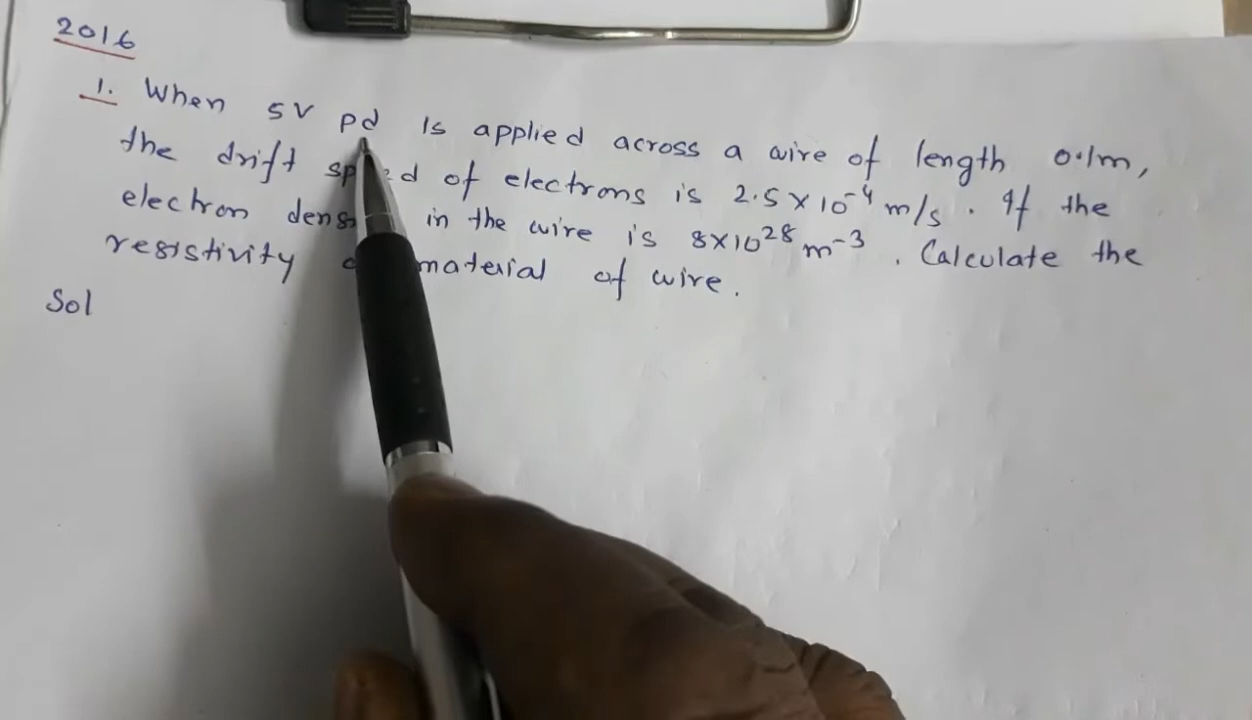 2016
1. When 5V Pd is applied across a wire of length 0.1m,
the drift of electrons is 2.5×10⁻⁴ m/s. If the
electron in the wire is 8×10²⁸ m⁻³. Calculate the
resistivity material of wire.
Sol